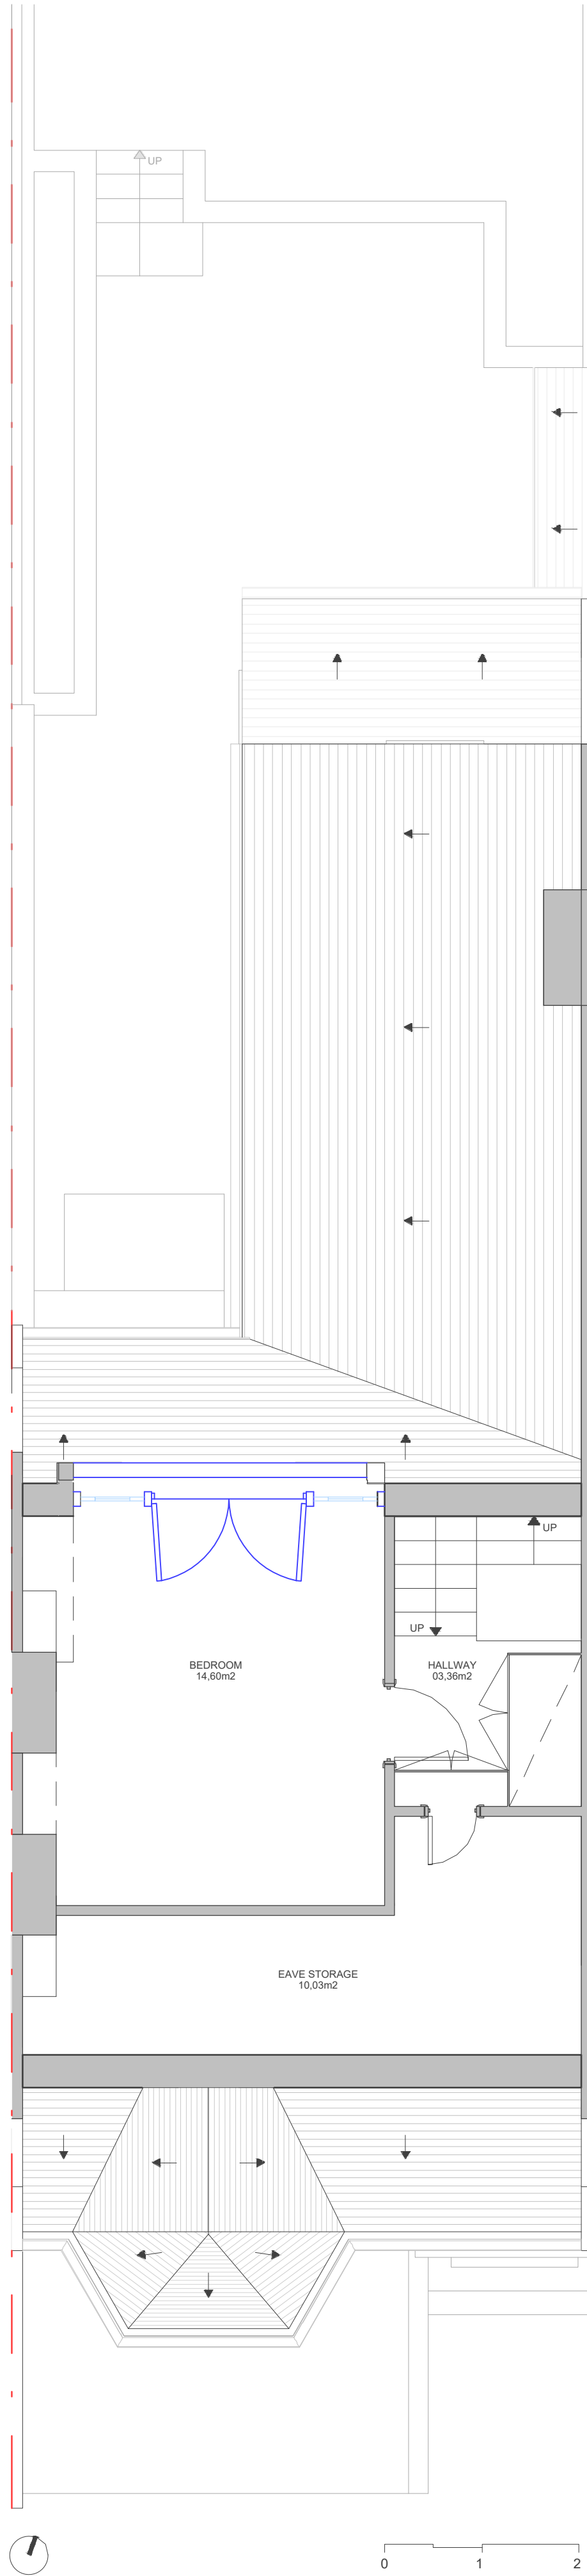 UP
UP
UP
BEDROOM
14,60m2
HALLWAY
03,36m2
EAVE STORAGE
10,03m2
0 1 2